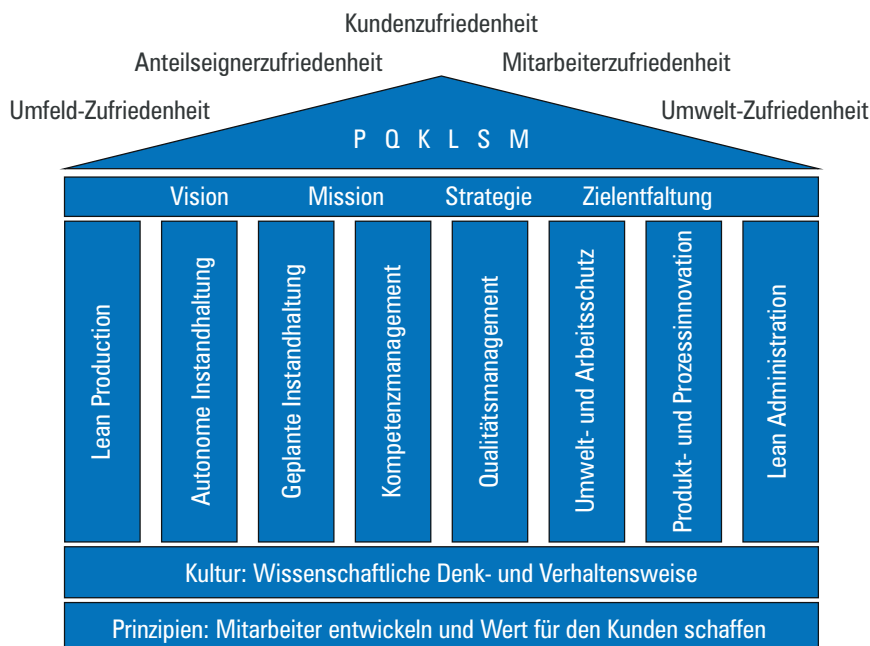 Kundenzufriedenheit
Anteilseignerzufriedenheit Mitarbeiterzufriedenheit
Umfeld-Zufriedenheit Umwelt-Zufriedenheit
P Q K L S M
Vision Mission Strategie Zielentfaltung
Lean Production
Autonome Instandhaltung
Geplante Instandhaltung
Kompetenzmanagement
Qualitätsmanagement
Umwelt- und Arbeitsschutz
Produkt- und Prozessinnovation
Lean Administration
Kultur: Wissenschaftliche Denk- und Verhaltensweise
Prinzipien: Mitarbeiter entwickeln und Wert für den Kunden schaffen